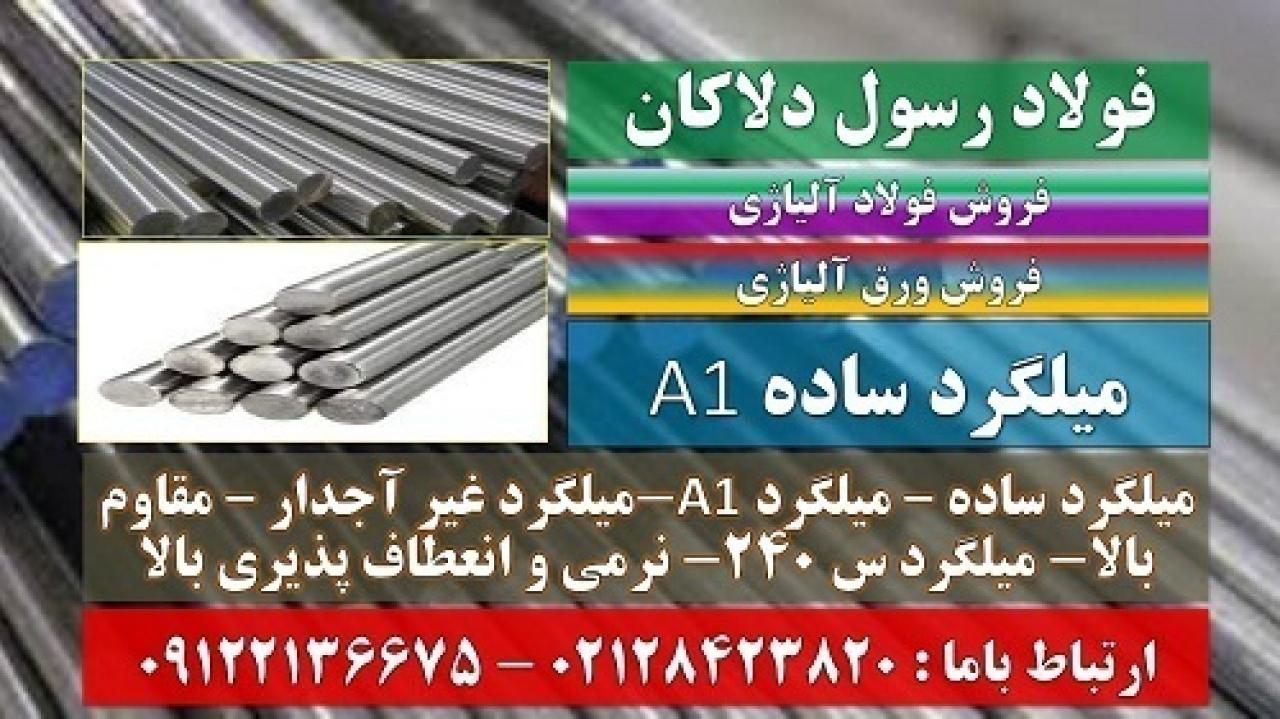 فولاد رسول دلاکان
فروش فولاد آلیاژی
فروش ورق آلیاژی
میلگرد ساده A1
میلگرد ساده – میلگرد A1–میلگرد غیر آجدار – مقاوم
بالا– میلگرد س ۲۴۰– نرمی و انعطاف پذیری بالا
ارتباط باما : ۰۲۱۲۸۴۲۳۸۲۰ – ۰۹۱۲۲۱۳۶۶۷۵